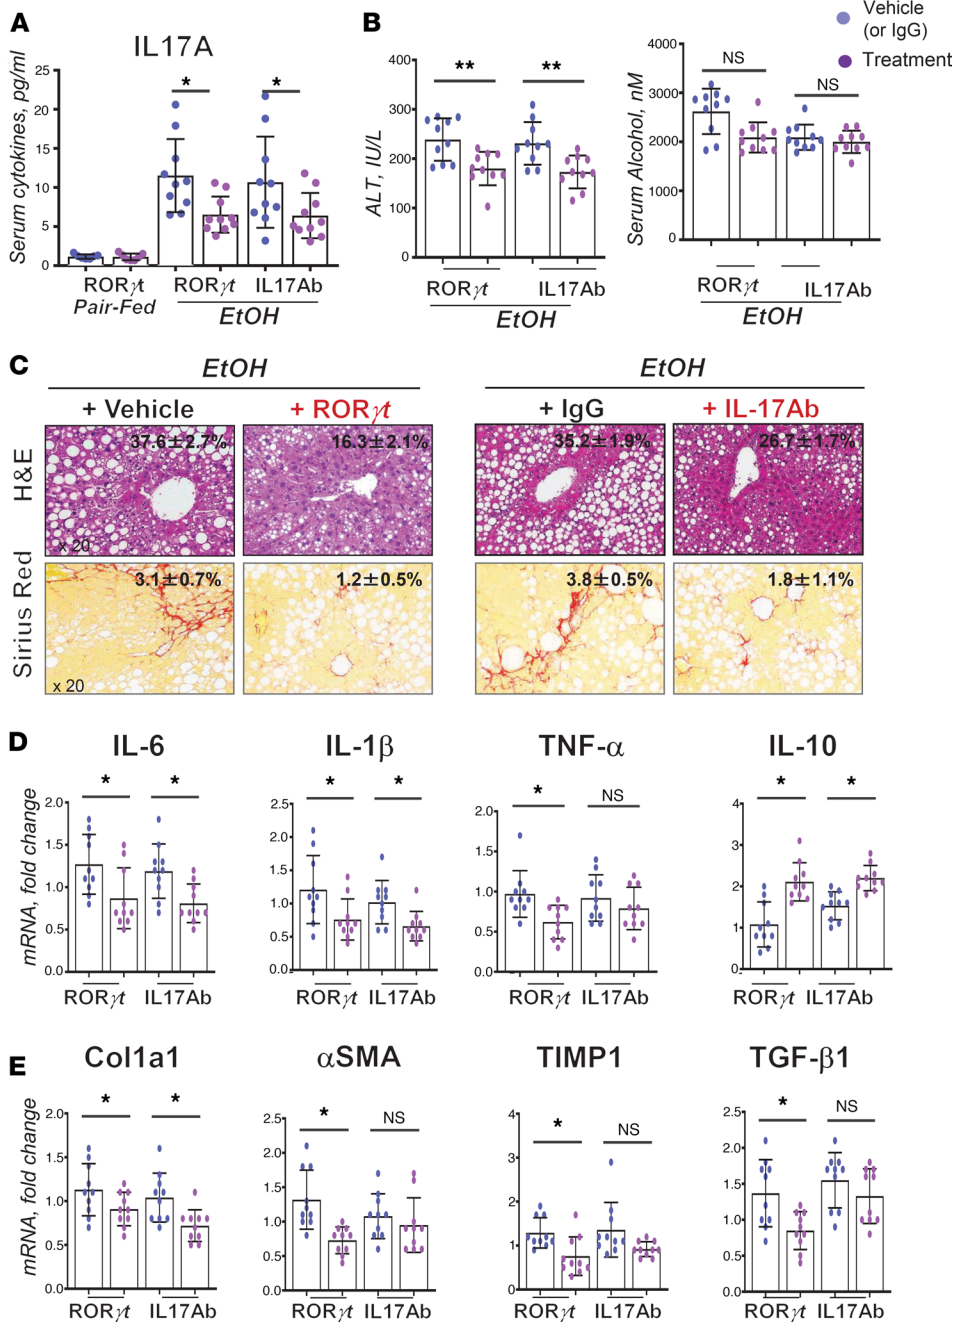 A
IL17A
Serum cytokines, pg/ml
25
20
15
10
5
0
*
*
RORγt
RORγt
IL17Ab
Pair-Fed
EtOH
B
ALT, IU/L
400
300
200
100
0
**
**
RORγt
IL17Ab
EtOH
Serum Alcohol, nM
4000
3000
2000
1000
0
NS
NS
RORγt
IL17Ab
EtOH
Vehicle
(or IgG)
Treatment
C
EtOH
EtOH
+ Vehicle
+ RORγt
+ IgG
+ IL-17Ab
H&E
37.6±2.7%
16.3±2.1%
35.2±1.9%
26.7±1.7%
x 20
Sirius Red
3.1±0.7%
1.2±0.5%
3.8±0.5%
1.8±1.1%
x 20
D
IL-6
mRNA, fold change
2.0
1.5
1.0
0.5
0.0
*
*
RORγt
IL17Ab
IL-1β
2.5
2.0
1.5
1.0
0.5
0.0
*
*
RORγt
IL17Ab
TNF-α
2.0
1.5
1.0
0.5
0.0
*
NS
RORγt
IL17Ab
IL-10
4
3
2
1
0
*
*
RORγt
IL17Ab
E
Col1a1
mRNA, fold change
2.0
1.5
1.0
0.5
0.0
*
*
RORγt
IL17Ab
αSMA
2.5
2.0
1.5
1.0
0.5
0.0
*
NS
RORγt
IL17Ab
TIMP1
4
3
2
1
0
*
NS
RORγt
IL17Ab
TGF-β1
2.5
2.0
1.5
1.0
0.5
0.0
*
NS
RORγt
IL17Ab